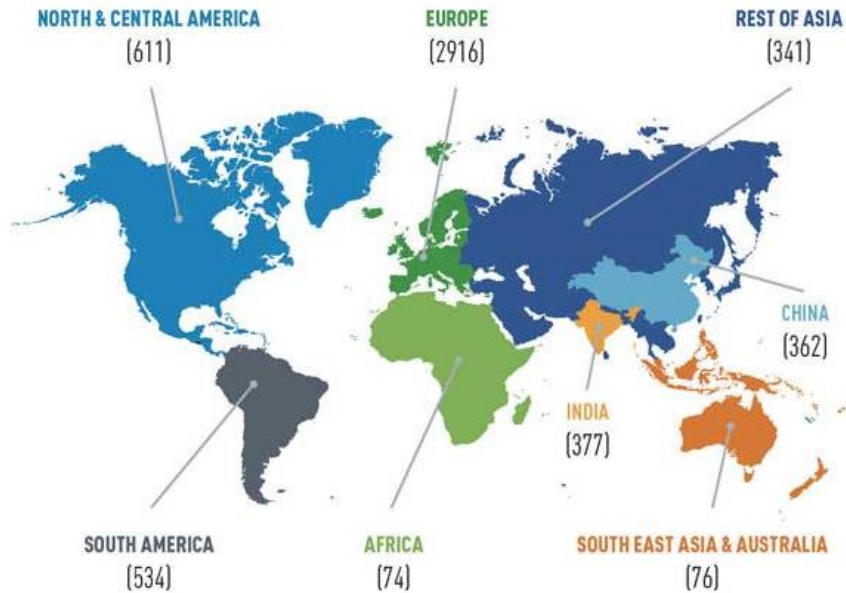 NORTH & CENTRAL AMERICA
(611)
EUROPE
(2916)
REST OF ASIA
(341)
CHINA
(362)
INDIA
(377)
SOUTH AMERICA
(534)
AFRICA
(74)
SOUTH EAST ASIA & AUSTRALIA
(76)